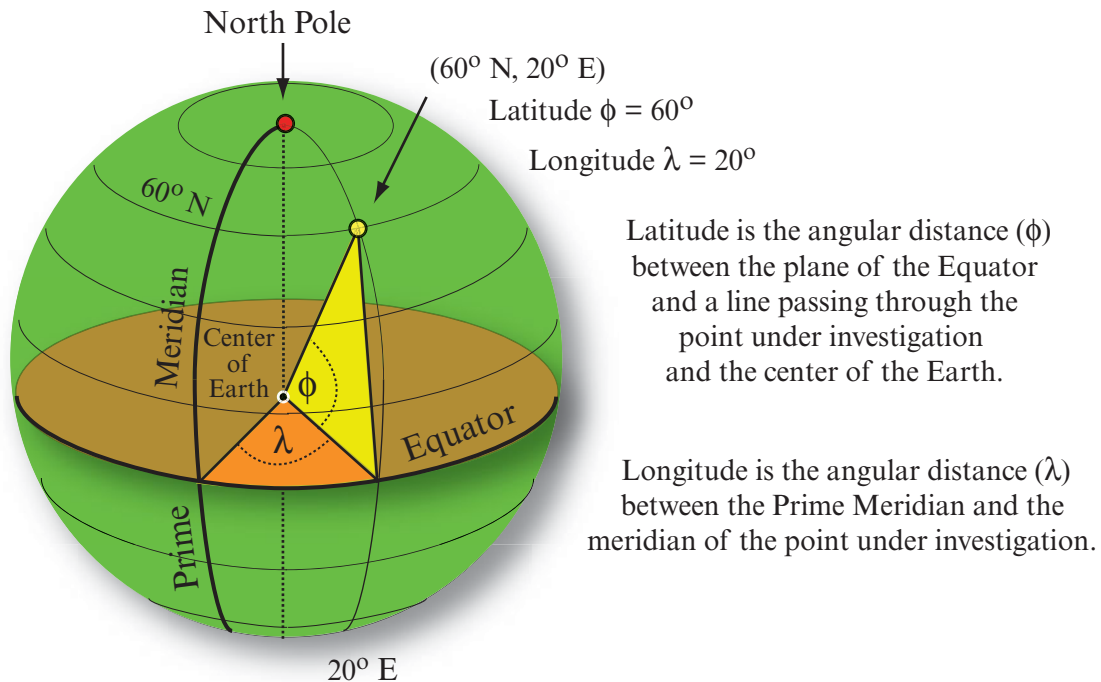 North Pole
(60° N, 20° E)
Latitude ϕ = 60°
Longitude λ = 20°
60° N
Prime Meridian
Center
of
Earth
ϕ
λ
Equator
20° E
Latitude is the angular distance (ϕ)
between the plane of the Equator
and a line passing through the
point under investigation
and the center of the Earth.
Longitude is the angular distance (λ)
between the Prime Meridian and the
meridian of the point under investigation.